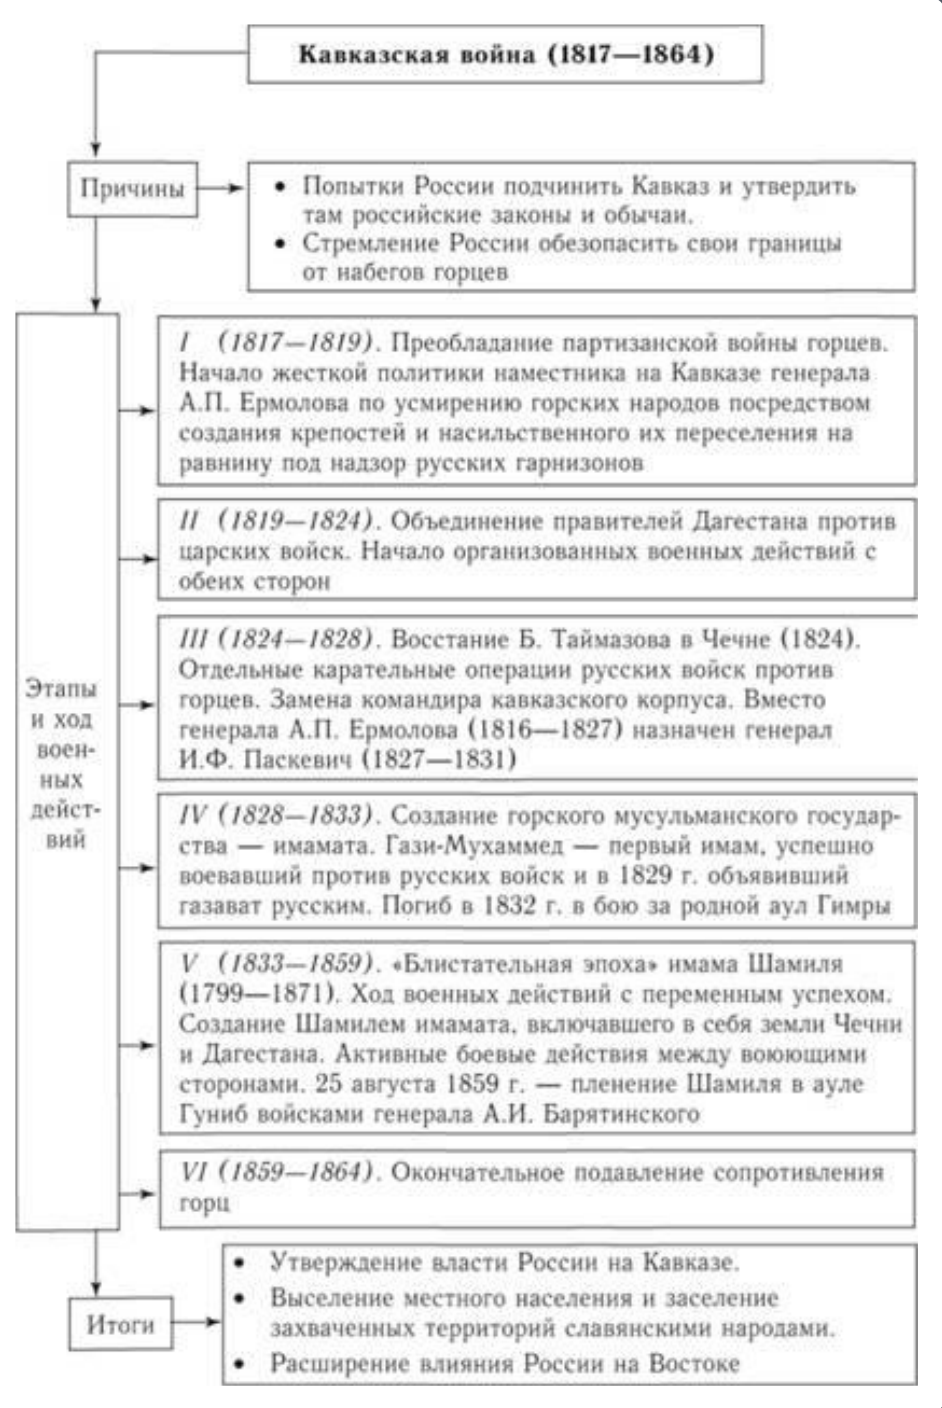 Кавказская война (1817—1864)
Причины
• Попытки России подчинить Кавказ и утвердить
там российские законы и обычаи.
• Стремление России обезопасить свои границы
от набегов горцев
Этапы
и ход
воен-
ных
дейст-
вий
I (1817—1819). Преобладание партизанской войны горцев.
Начало жесткой политики наместника на Кавказе генерала
А.П. Ермолова по усмирению горских народов посредством
создания крепостей и насильственного их переселения на
равнину под надзор русских гарнизонов
II (1819—1824). Объединение правителей Дагестана против
царских войск. Начало организованных военных действий с
обеих сторон
III (1824—1828). Восстание Б. Таймазова в Чечне (1824).
Отдельные карательные операции русских войск против
горцев. Замена командира кавказского корпуса. Вместо
генерала А.П. Ермолова (1816—1827) назначен генерал
И.Ф. Паскевич (1827—1831)
IV (1828—1833). Создание горского мусульманского государ-
ства — имамата. Гази-Мухаммед — первый имам, успешно
воевавший против русских войск и в 1829 г. объявивший
газават русским. Погиб в 1832 г. в бою за родной аул Гимры
V (1833—1859). «Блистательная эпоха» имама Шамиля
(1799—1871). Ход военных действий с переменным успехом.
Создание Шамилем имамата, включавшего в себя земли Чечни
и Дагестана. Активные боевые действия между воюющими
сторонами. 25 августа 1859 г. — пленение Шамиля в ауле
Гуниб войсками генерала А.И. Барятинского
VI (1859—1864). Окончательное подавление сопротивления
горц
Итоги
• Утверждение власти России на Кавказе.
• Выселение местного населения и заселение
захваченных территорий славянскими народами.
• Расширение влияния России на Востоке